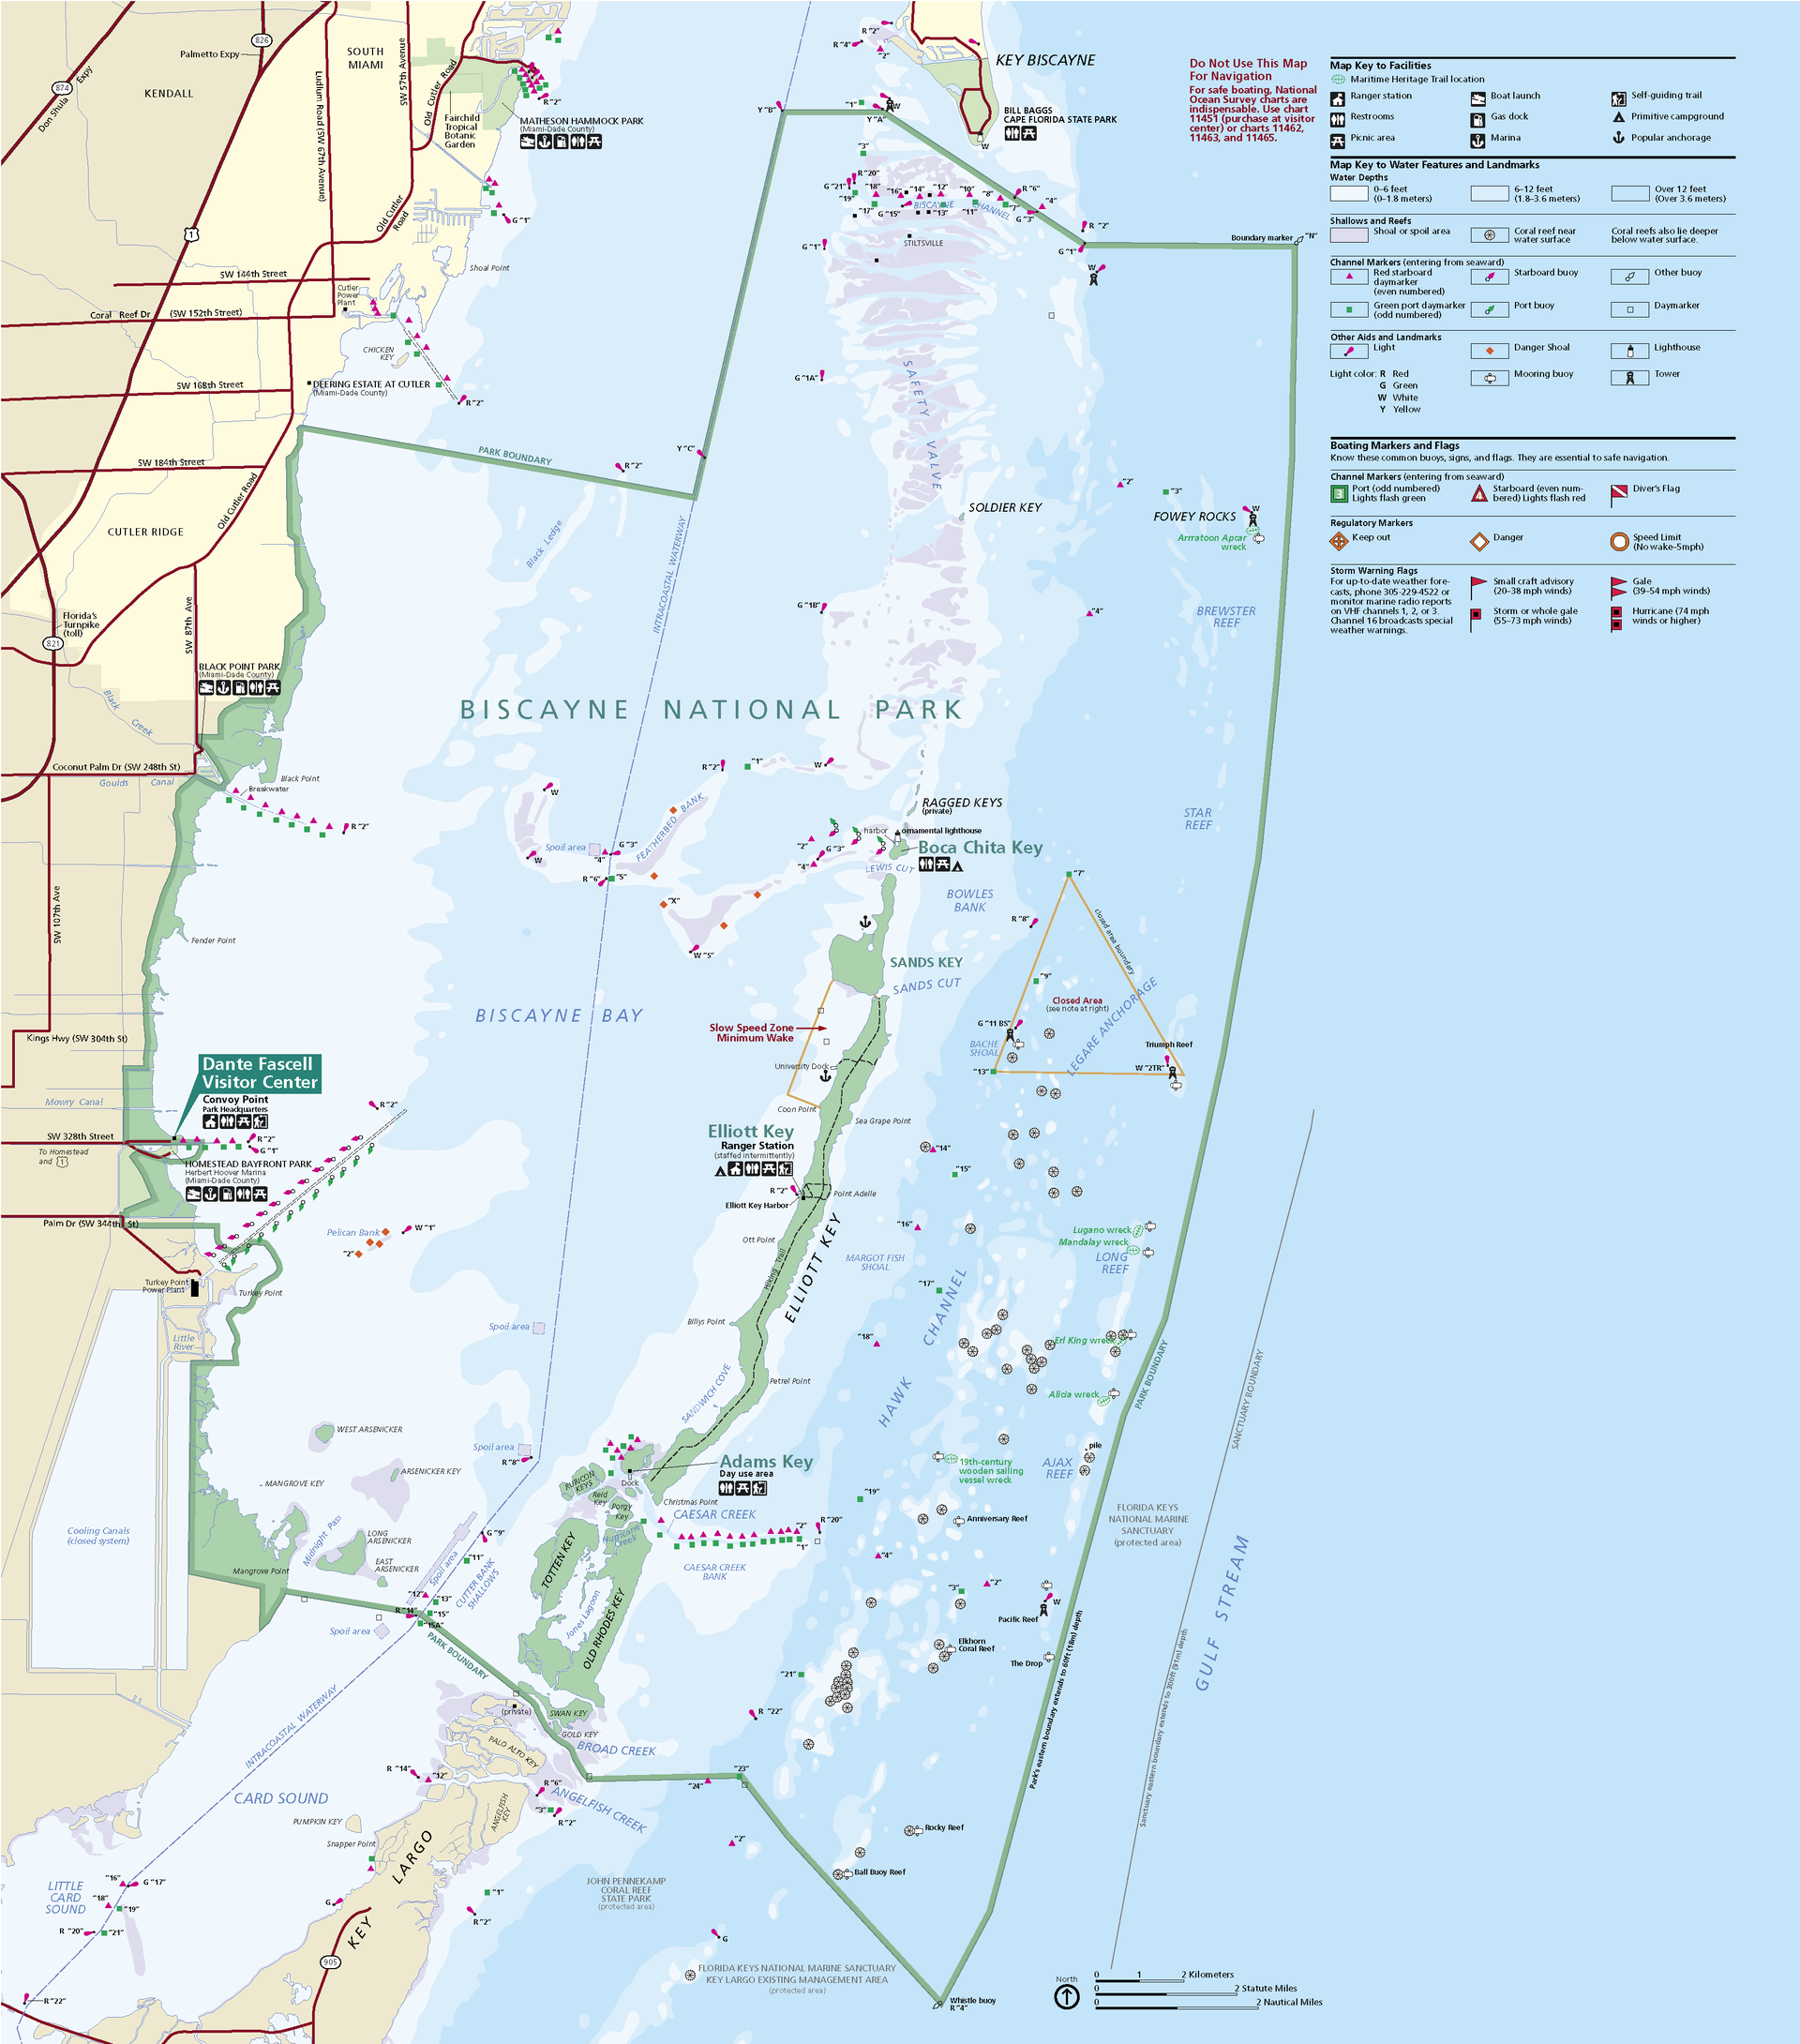 826
Palmetto Expy
SOUTH
MIAMI
874
Don Shula Expy
KENDALL
Ludlum Road (SW 67th Avenue)
SW 57th Avenue
Old Cutler Road
Fairchild
Tropical
Botanic
Garden
R "2"
MATHESON HAMMOCK PARK
(Miami-Dade County)
G "1"
Old Cutler
Road
1
Shoal Point
SW 144th Street
Cutler
Power
Plant
Coral Reef Dr (SW 152th Street)
CHICKEN
KEY
SW 168th Street
DEERING ESTATE AT CUTLER
(Miami-Dade County)
R "2"
PARK BOUNDARY
R "2"
Y "C"
SW 184th Street
Old Cutler Road
CUTLER RIDGE
Black Ledge
INTRACOASTAL WATERWAY
SW 87th Ave
Florida's
Turnpike
(toll)
821
BLACK POINT PARK
(Miami-Dade County)
Black Creek
Coconut Palm Dr (SW 248th St)
Goulds Canal
Black Point
Breakwater
R "2"
SW 107th Ave
Fender Point
Kings Hwy (SW 304th St)
Mowry Canal
SW 328th Street
To Homestead
and 1
Palm Dr (SW 344th St)
Dante Fascell
Visitor Center
Convoy Point
Park Headquarters
R "2"
G "1"
R "2"
HOMESTEAD BAYFRONT PARK
Herbert Hoover Marina
(Miami-Dade County)
Pelican Bank
W "1"
"2"
Turkey Point
Power Plant
Turkey Point
Little
River
Cooling Canals
(closed system)
R "2"
R "4"
"2"
KEY BISCAYNE
BILL BAGGS
CAPE FLORIDA STATE PARK
W
Y "B"
"1"
W
Y "A"
"3"
R "20"
G "21"
"18"
"16"
"14"
"12"
"10"
"8"
R "6"
"4"
"19"
"17"
G "15"
"13"
"11"
"7"
G "3"
BISCAYNE CHANNEL
R "2"
G "1"
G "1"
STILTSVILLE
W
Boundary marker
"N"
G "1A"
SAFETY VALVE
SOLDIER KEY
"2"
"3"
FOWEY ROCKS
W
Arrratoon Apcar
wreck
G "1B"
"4"
BREWSTER
REEF
BISCAYNE NATIONAL PARK
R "2"
"1"
W
W
RAGGED KEYS
(private)
STAR
REEF
FEATHERBED BANK
harbor
ornamental lighthouse
Boca Chita Key
Spoil area
G "3"
"4"
W
R "6"
"5"
"2"
G "3"
"4"
LEWIS CUT
BOWLES
BANK
"X"
W "S"
"7"
R "8"
closed area boundary
SANDS KEY
SANDS CUT
"9"
Closed Area
(see note at right)
LEGARE ANCHORAGE
BISCAYNE BAY
Slow Speed Zone
Minimum Wake
G "11 BS"
BACHE
SHOAL
Triumph Reef
W "2TR"
"13"
University Dock
Coon Point
Sea Grape Point
Elliott Key
Ranger Station
(staffed intermittently)
"14"
"15"
R "2"
Elliott Key Harbor
Point Adelle
"16"
Lugano wreck
Mandalay wreck
LONG
REEF
Ott Point
Hiking Trail
ELLIOTT KEY
MARGOT FISH
SHOAL
"17"
HAWK CHANNEL
Billys Point
"18"
Erl King wreck
Spoil area
Petrel Point
SANDWICH COVE
Alicia wreck
PARK BOUNDARY
SANCTUARY BOUNDARY
WEST ARSENICKER
Spoil area
R "8"
ARSENICKER KEY
MANGROVE KEY
Adams Key
Day use area
RUBICON
KEYS
Dock
Reid
Key
Porgy
Key
Christmas Point
19th-century
wooden sailing
vessel wreck
pile
AJAX
REEF
"19"
CAESAR CREEK
"2"
R "20"
"1"
Hurricane
Creek
CAESAR CREEK
BANK
Anniversary Reef
FLORIDA KEYS
NATIONAL MARINE
SANCTUARY
(protected area)
GULF STREAM
Midnight Pass
LONG
ARSENICKER
EAST
ARSENICKER
Mangrove Point
Spoil area
G "9"
"11"
CUTTER BANK
SHALLOWS
TOTTEN KEY
Jones Lagoon
OLD RHODES KEY
"4"
"3"
"2"
W
Pacific Reef
"12"
"13"
R "14"
"15"
"15A"
Spoil area
PARK BOUNDARY
Elkhorn
Coral Reef
The Drop
"21"
R "22"
Park's eastern boundary extends to 60ft (18m) depth
Sanctuary eastern boundary extends to 300ft (91m) depth
INTRACOASTAL WATERWAY
(private)
SWAN KEY
GOLD KEY
PALO ALTO KEY
BROAD CREEK
R "14"
"12"
R "6"
"3"
R "2"
ANGELFISH CREEK
ANGELFISH
KEY
"24"
"23"
CARD SOUND
PUMPKIN KEY
Snapper Point
KEY LARGO
"2"
Rocky Reef
Ball Buoy Reef
JOHN PENNEKAMP
CORAL REEF
STATE PARK
(protected area)
LITTLE
CARD
SOUND
"16"
G "17"
"18"
"19"
R "20"
"21"
R "22"
G
"1"
R "2"
G
905
FLORIDA KEYS NATIONAL MARINE SANCTUARY
KEY LARGO EXISTING MANAGEMENT AREA
(protected area)
Whistle buoy
R "4"
North
0 1 2 Kilometers
0 2 Statute Miles
0 2 Nautical Miles
Do Not Use This Map
For Navigation
For safe boating, National
Ocean Survey charts are
indispensable. Use chart
11451 (purchase at visitor
center) or charts 11462,
11463, and 11465.
Map Key to Facilities
Maritime Heritage Trail location
Ranger station
Boat launch
Self-guiding trail
Restrooms
Gas dock
Primitive campground
Picnic area
Marina
Popular anchorage
Map Key to Water Features and Landmarks
Water Depths
0–6 feet
(0–1.8 meters)
6–12 feet
(1.8–3.6 meters)
Over 12 feet
(Over 3.6 meters)
Shallows and Reefs
Shoal or spoil area
Coral reef near
water surface
Coral reefs also lie deeper
below water surface.
Channel Markers (entering from seaward)
Red starboard
daymarker
(even numbered)
Starboard buoy
Other buoy
Green port daymarker
(odd numbered)
Port buoy
Daymarker
Other Aids and Landmarks
Light
Danger Shoal
Lighthouse
Light color: R Red
G Green
W White
Y Yellow
Mooring buoy
Tower
Boating Markers and Flags
Know these common buoys, signs, and flags. They are essential to safe navigation.
Channel Markers (entering from seaward)
3
Port (odd numbered)
Lights flash green
4
Starboard (even num-
bered) Lights flash red
Diver's Flag
Regulatory Markers
Keep out
Danger
Speed Limit
(No wake–5mph)
Storm Warning Flags
For up-to-date weather fore-
casts, phone 305-229-4522 or
monitor marine radio reports
on VHF channels 1, 2, or 3.
Channel 16 broadcasts special
weather warnings.
Small craft advisory
(20–38 mph winds)
Gale
(39–54 mph winds)
Storm or whole gale
(55–73 mph winds)
Hurricane (74 mph
winds or higher)